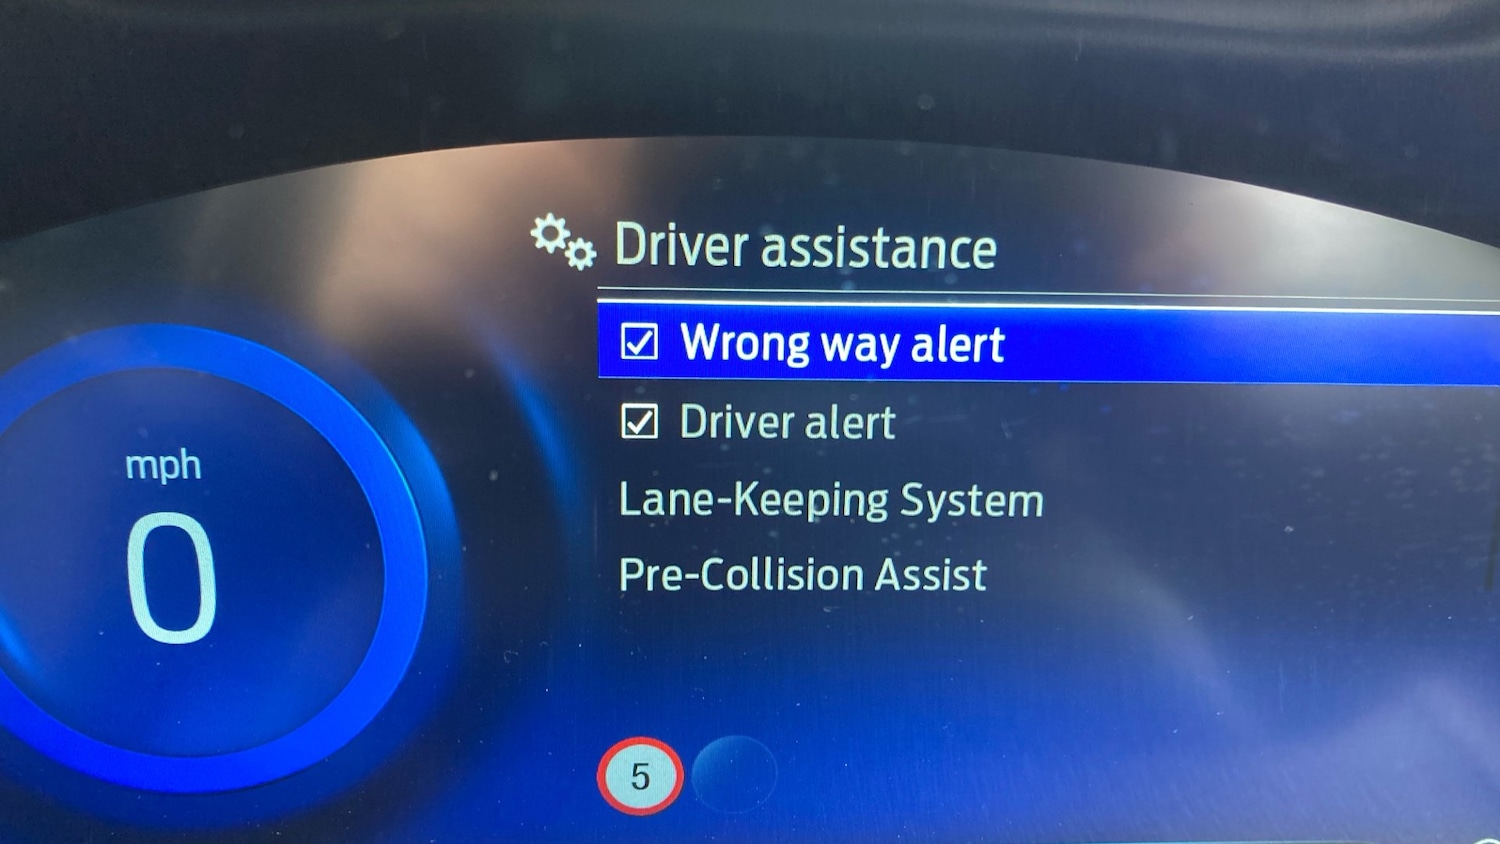 Driver assistance
Wrong way alert
Driver alert
Lane-Keeping System
Pre-Collision Assist
mph
0
5